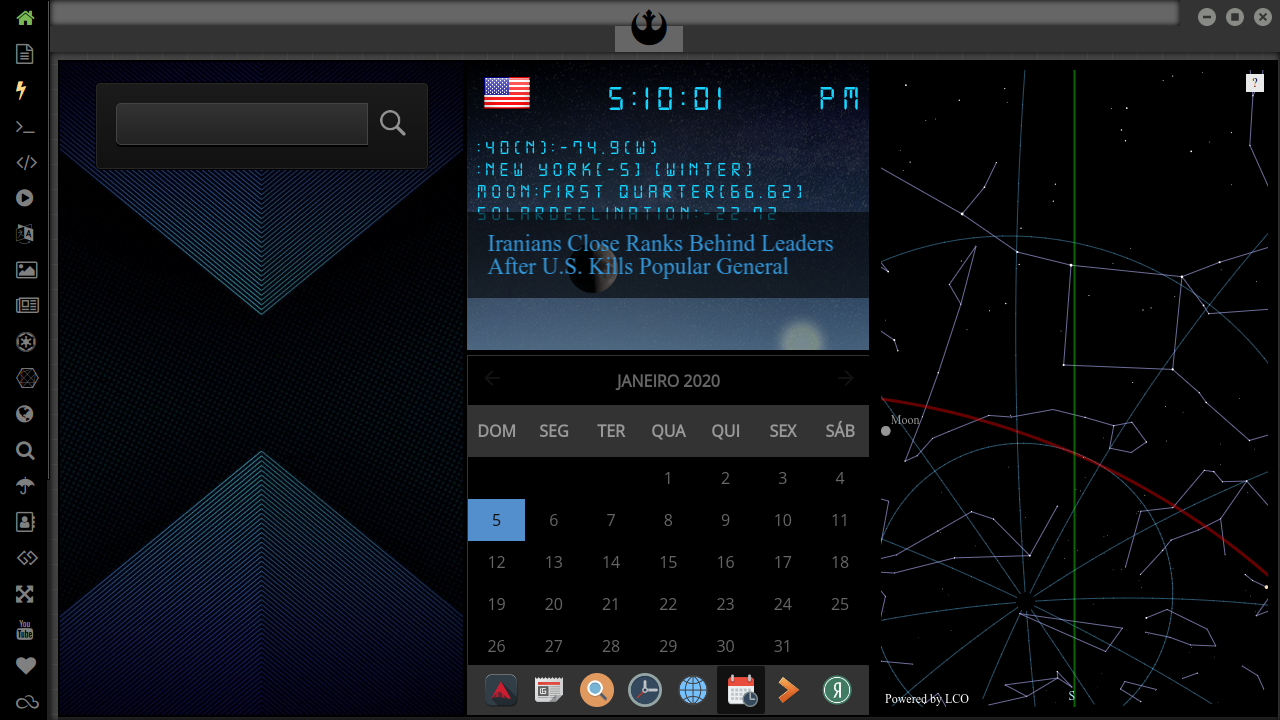 ?
5:10:01 PM
:40(N):-74.9(W)
:NEW YORK[-5] [WINTER]
MOON:FIRST QUARTER[66.62]
SOLARDECLINATION:-22.72
Iranians Close Ranks Behind Leaders
After U.S. Kills Popular General
JANEIRO 2020
DOM SEG TER QUA QUI SEX SÁB
1 2 3 4
5 6 7 8 9 10 11
12 13 14 15 16 17 18
19 20 21 22 23 24 25
26 27 28 29 30 31
Moon
S
Powered by LCO
You
Tube
Я